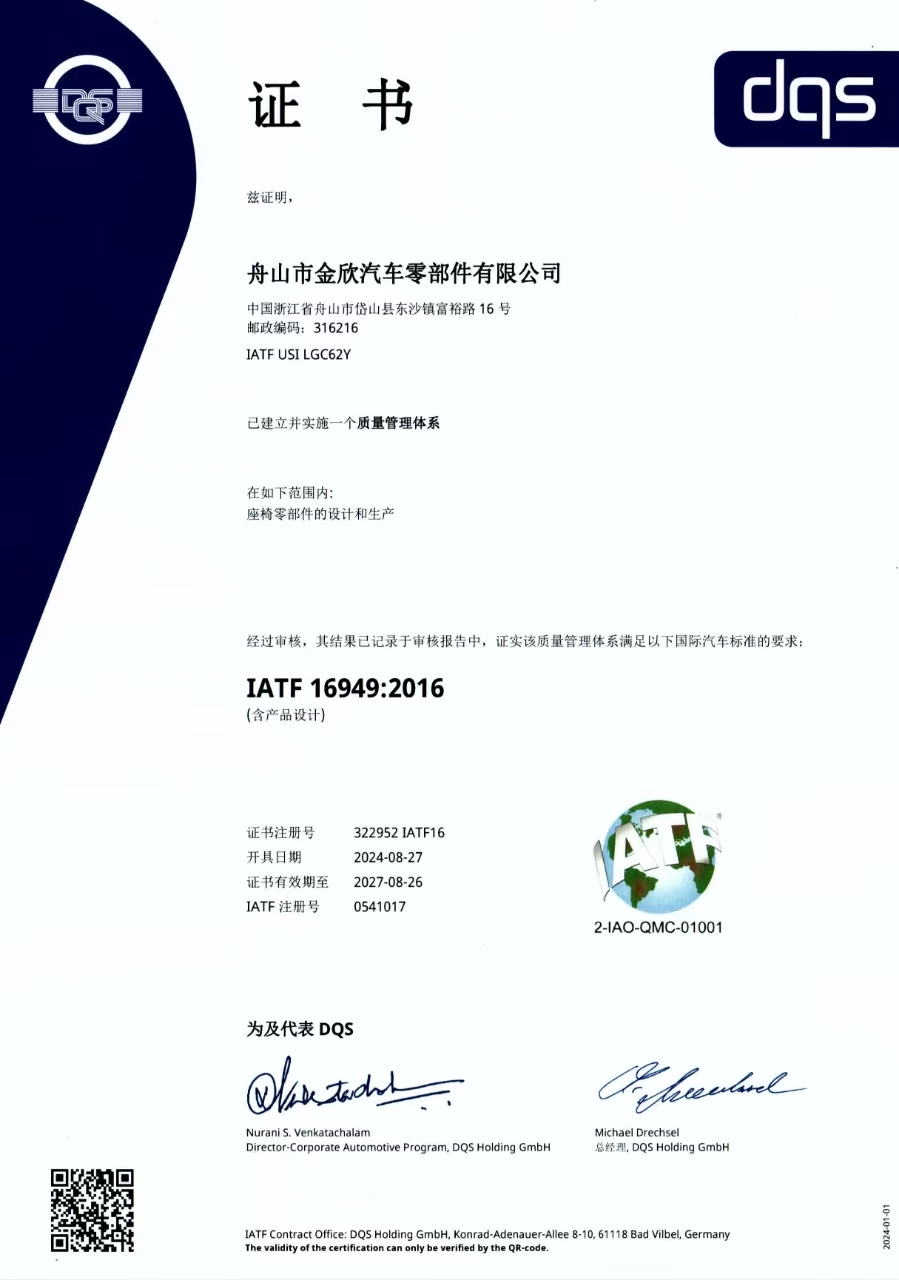 DQS
证 书
dqs
兹证明,
舟山市金欣汽车零部件有限公司
中国浙江省舟山市岱山县东沙镇富裕路 16 号
邮政编码: 316216
IATF USI LGC62Y
已建立并实施一个质量管理体系
在如下范围内:
座椅零部件的设计和生产
经过审核, 其结果已记录于审核报告中, 证实该质量管理体系满足以下国际汽车标准的要求:
IATF 16949:2016
(含产品设计)
证书注册号 322952 IATF16
开具日期 2024-08-27
证书有效期至 2027-08-26
IATF 注册号 0541017
IATF®
2-IAO-QMC-01001
为及代表 DQS
Nurani S. Venkatachalam
Director-Corporate Automotive Program, DQS Holding GmbH
Michael Drechsel
总经理, DQS Holding GmbH
IATF Contract Office: DQS Holding GmbH, Konrad-Adenauer-Allee 8-10, 61118 Bad Vilbel, Germany
The validity of the certification can only be verified by the QR-code.
2024-01-01